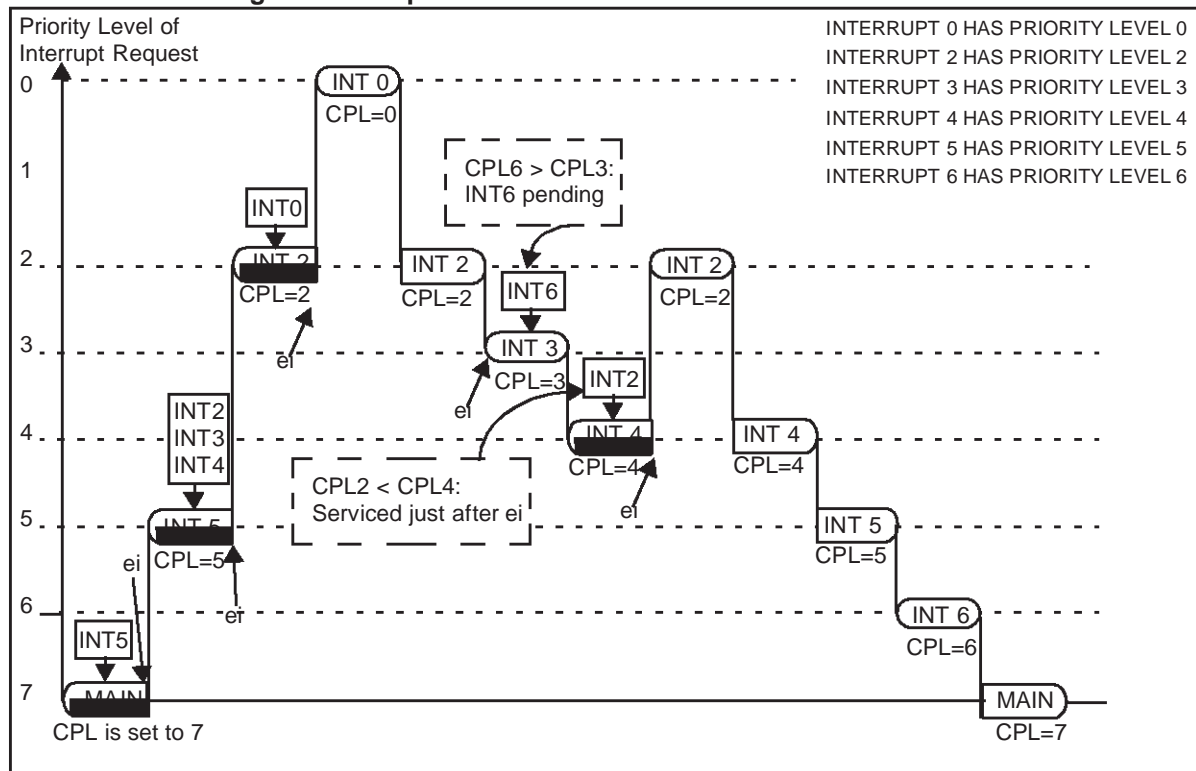 Priority Level of
Interrupt Request
INTERRUPT 0 HAS PRIORITY LEVEL 0
INTERRUPT 2 HAS PRIORITY LEVEL 2
INTERRUPT 3 HAS PRIORITY LEVEL 3
INTERRUPT 4 HAS PRIORITY LEVEL 4
INTERRUPT 5 HAS PRIORITY LEVEL 5
INTERRUPT 6 HAS PRIORITY LEVEL 6
0
INT 0
CPL=0
1
CPL6 > CPL3:
INT6 pending
INT0
2
INT 2
CPL=2
INT 2
CPL=2
INT6
INT 2
CPL=2
ei
3
INT 3
CPL=3
ei
INT2
INT2
INT3
INT4
4
INT 4
CPL=4
INT 4
CPL=4
CPL2 < CPL4:
Serviced just after ei
ei
5
INT 5
CPL=5
INT 5
CPL=5
ei
ei
6
INT 6
CPL=6
INT5
7
MAIN
CPL is set to 7
MAIN
CPL=7